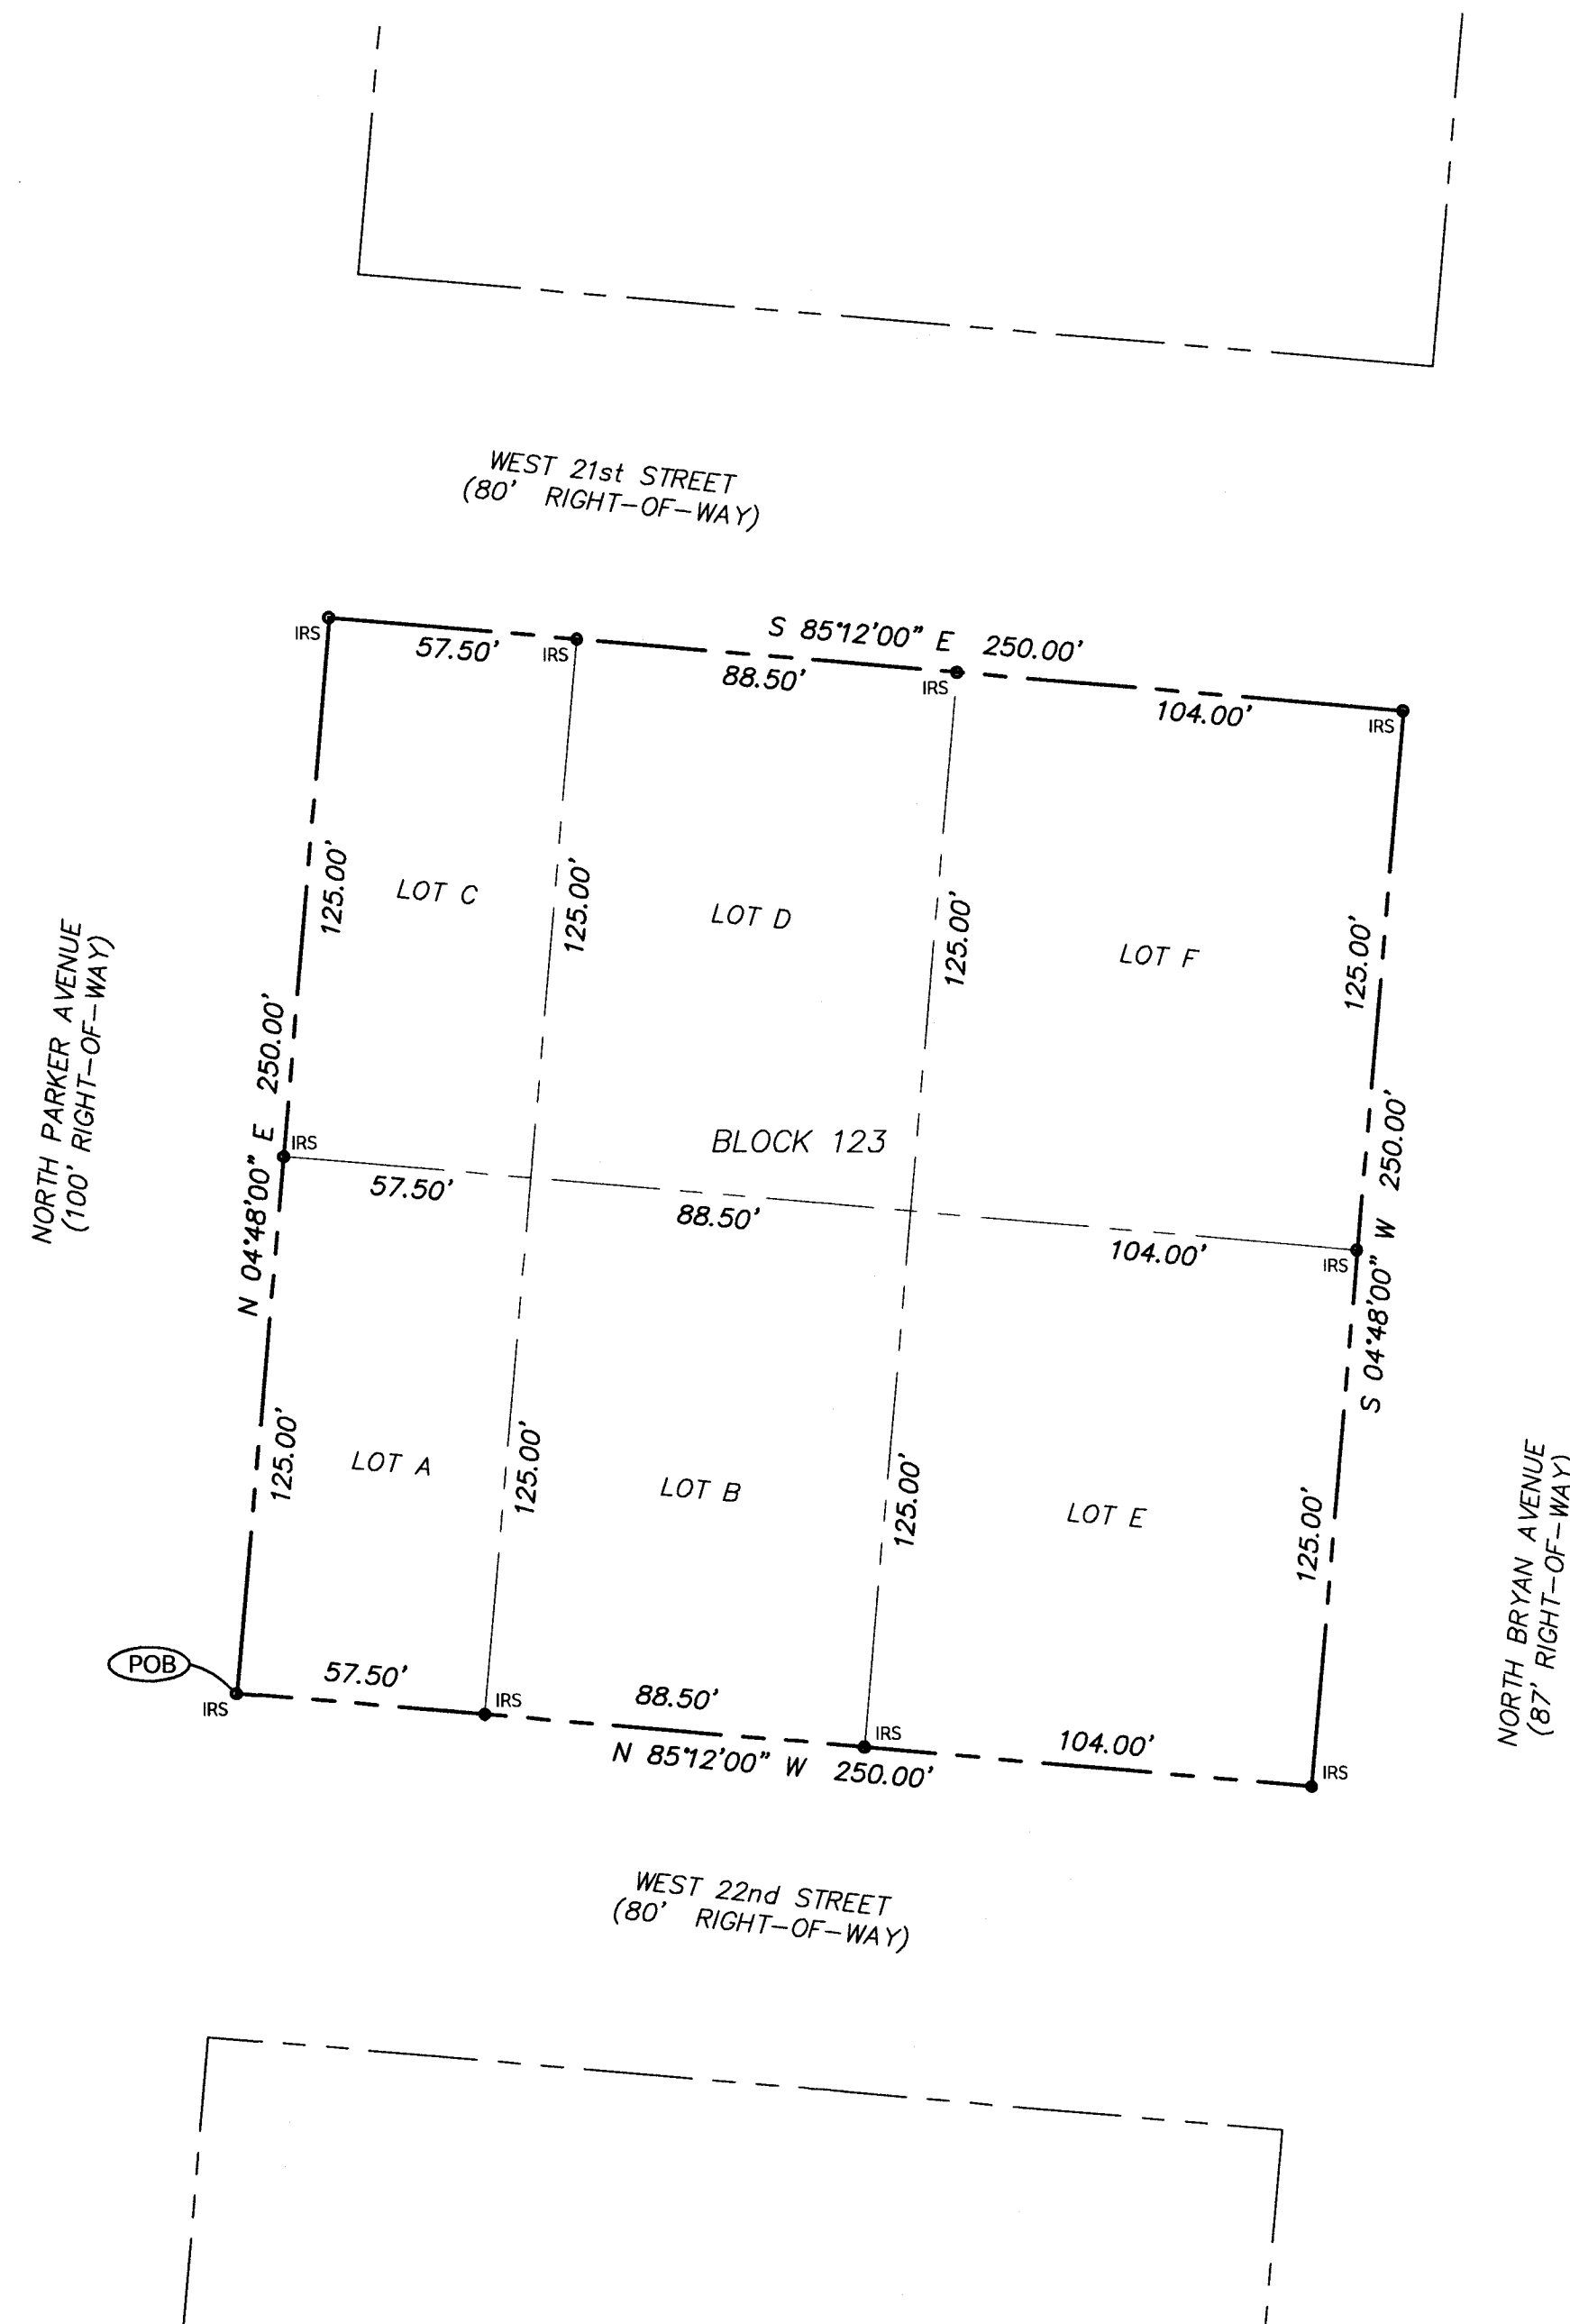 WEST 21st STREET
(80' RIGHT-OF-WAY)
S 85°12'00" E 250.00'
IRS
57.50'
IRS
88.50'
IRS
104.00'
IRS
125.00'
LOT C
125.00'
LOT D
125.00'
LOT F
125.00'
NORTH PARKER AVENUE
(100' RIGHT-OF-WAY)
N 04°48'00" E 250.00'
IRS
BLOCK 123
57.50'
88.50'
104.00'
IRS
S 04°48'00" W 250.00'
125.00'
LOT A
125.00'
LOT B
125.00'
LOT E
125.00'
NORTH BRYAN AVENUE
(87' RIGHT-OF-WAY)
POB
IRS
57.50'
IRS
88.50'
IRS
104.00'
IRS
N 85°12'00" W 250.00'
WEST 22nd STREET
(80' RIGHT-OF-WAY)